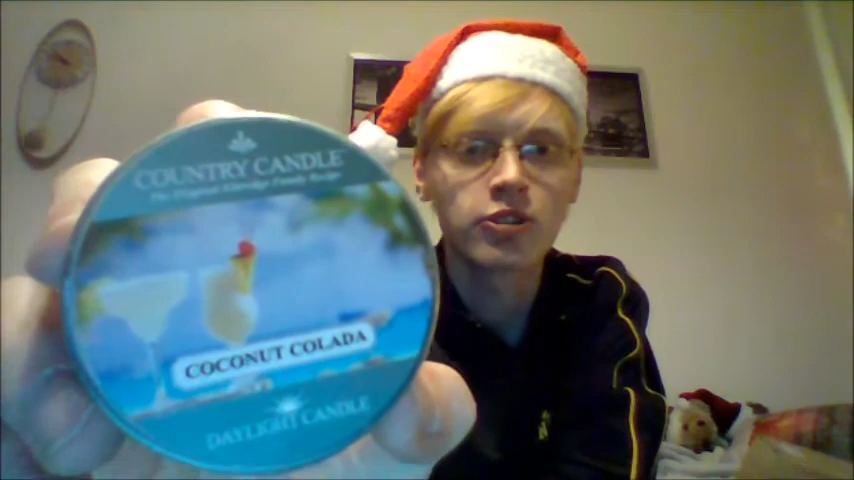 COUNTRY CANDLE
The Original Kittredge Family Recipe
COCONUT COLADA
DAYLIGHT CANDLE